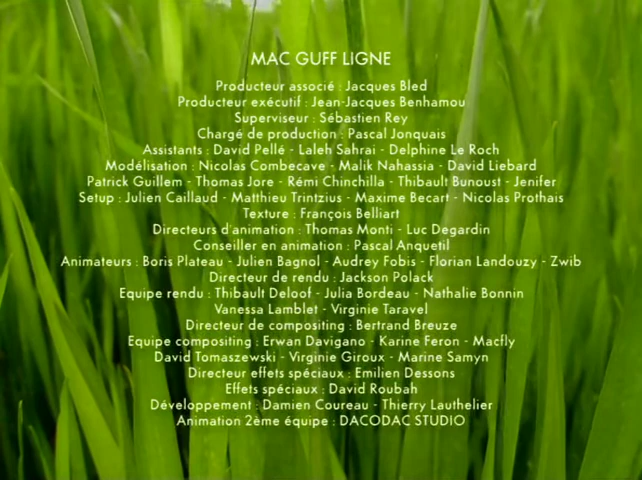 MAC GUFF LIGNE
Producteur associé : Jacques Bled
Producteur exécutif : Jean-Jacques Benhamou
Superviseur : Sébastien Rey
Chargé de production : Pascal Jonquais
Assistants : David Pellé - Laleh Sahrai - Delphine Le Roch
Modélisation : Nicolas Combecave - Malik Nahassia - David Liebard
Patrick Guillem - Thomas Jore - Rémi Chinchilla - Thibault Bunoust - Jenifer
Setup : Julien Caillaud - Matthieu Trintzius - Maxime Becart - Nicolas Prothais
Texture : François Belliart
Directeurs d'animation : Thomas Monti - Luc Degardin
Conseiller en animation : Pascal Anquetil
Animateurs : Boris Plateau - Julien Bagnol - Audrey Fobis - Florian Landouzy - Zwib
Directeur de rendu : Jackson Polack
Equipe rendu : Thibault Deloof - Julia Bordeau - Nathalie Bonnin
Vanessa Lamblet - Virginie Taravel
Directeur de compositing : Bertrand Breuze
Equipe compositing : Erwan Davigano - Karine Feron - Macfly
David Tomaszewski - Virginie Giroux - Marine Samyn
Directeur effets spéciaux : Emilien Dessons
Effets spéciaux : David Roubah
Développement : Damien Coureau - Thierry Lauthelier
Animation 2ème équipe : DACODAC STUDIO